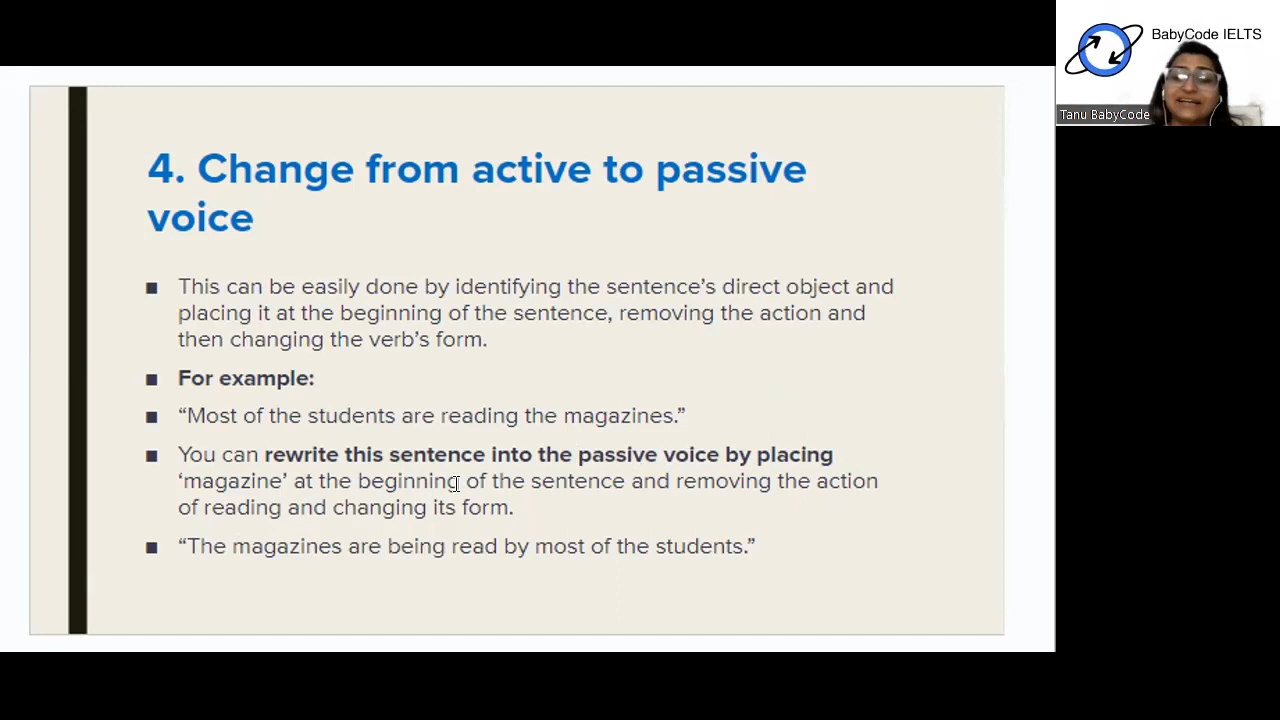 BabyCode IELTS
Tanu BabyCode
4. Change from active to passive
voice
■ This can be easily done by identifying the sentence’s direct object and
placing it at the beginning of the sentence, removing the action and
then changing the verb’s form.
■ For example:
■ “Most of the students are reading the magazines.”
■ You can rewrite this sentence into the passive voice by placing
‘magazine’ at the beginning of the sentence and removing the action
of reading and changing its form.
■ “The magazines are being read by most of the students.”